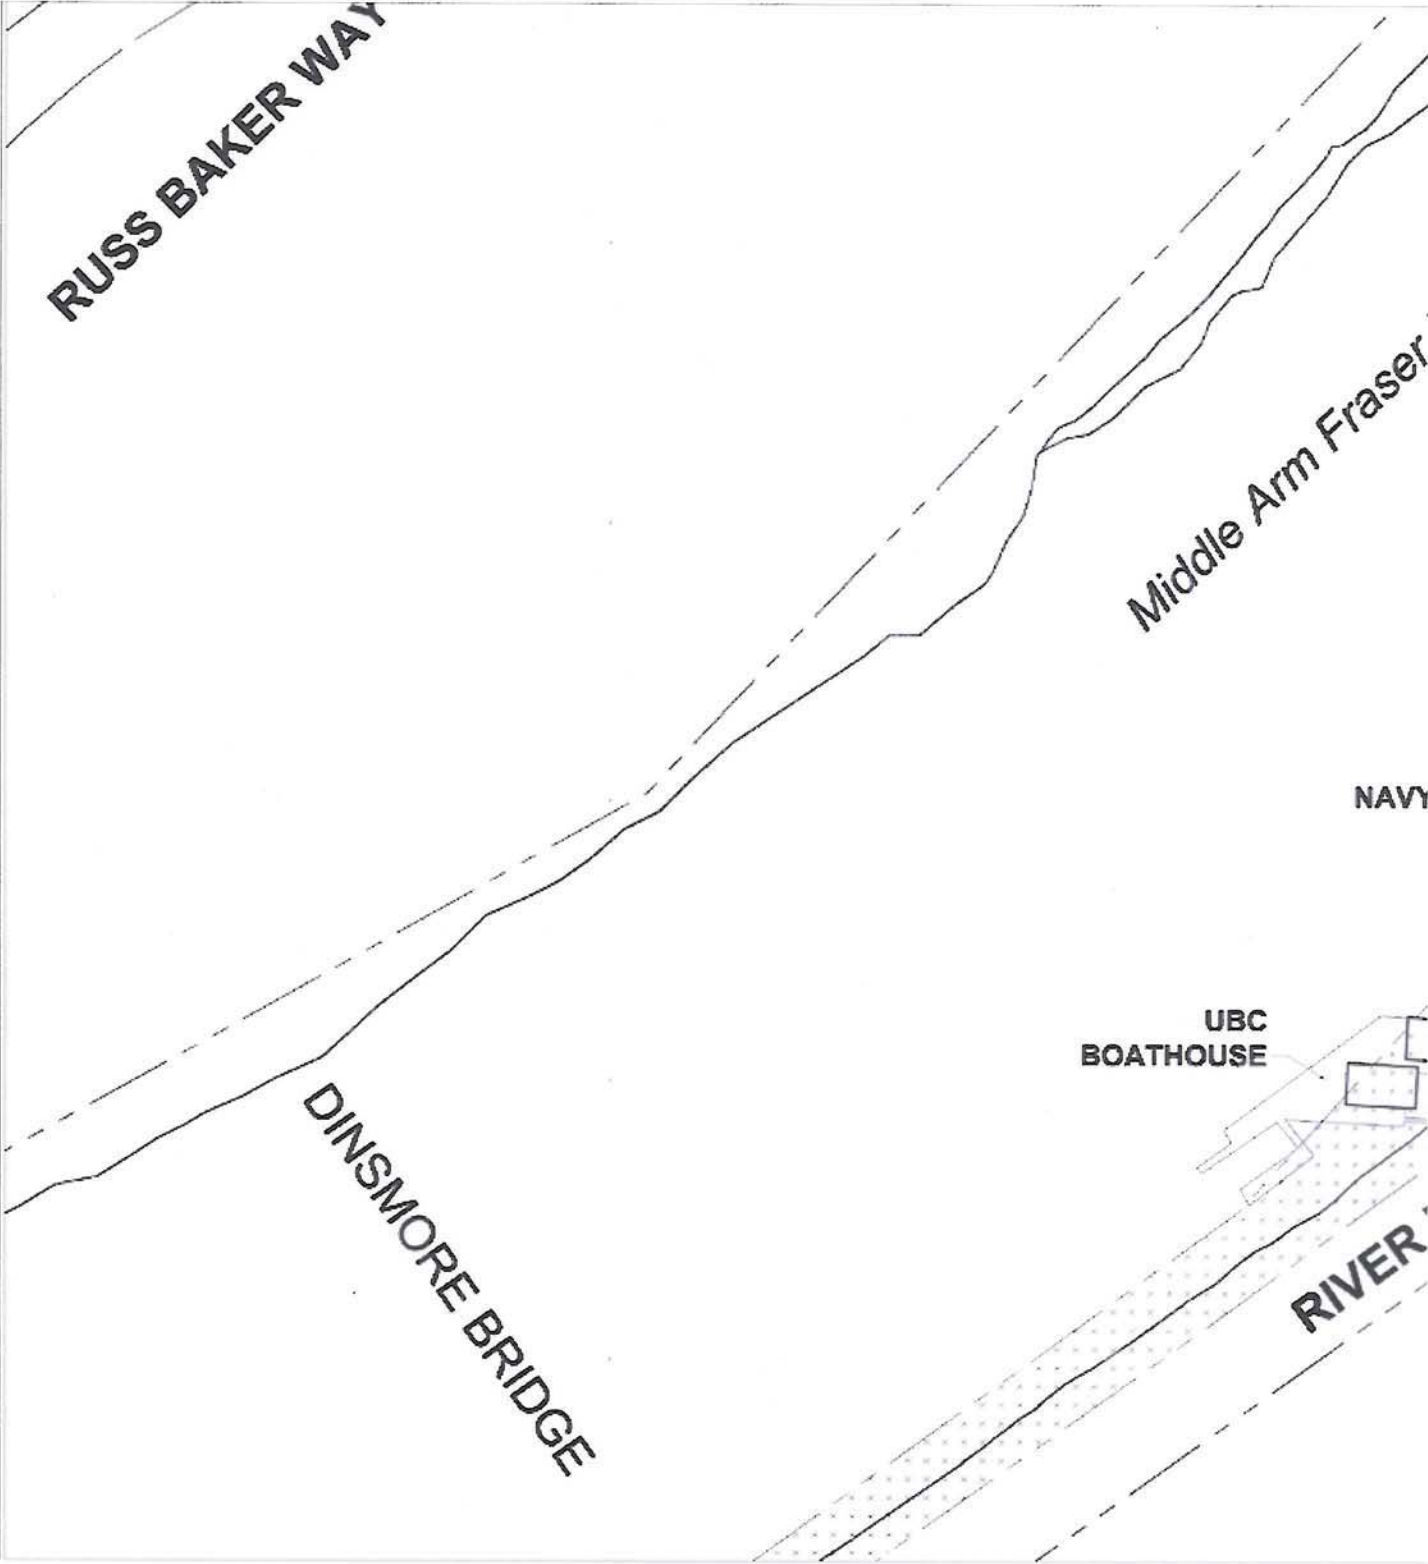 RUSS BAKER WAY
Middle Arm Fraser
NAVY
UBC
BOATHOUSE
DINSMORE BRIDGE
RIVER